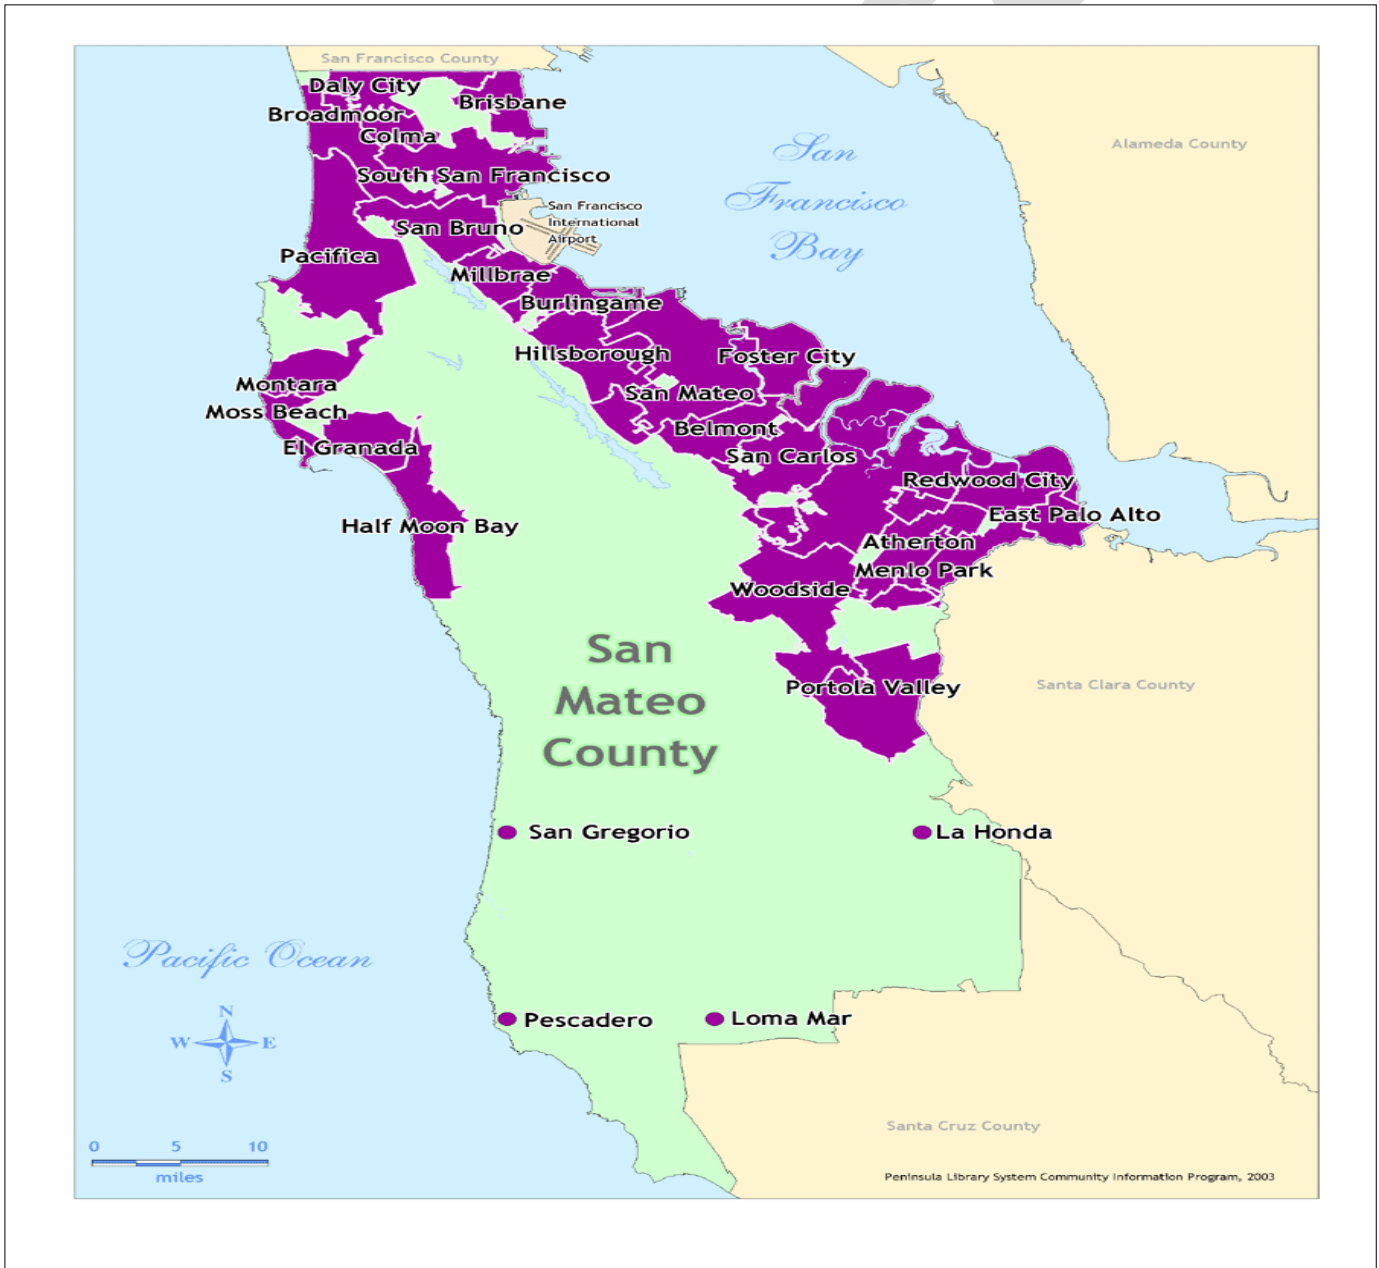 San Francisco County
Daly City
Brisbane
Broadmoor
Colma
Alameda County
San
Francisco
Bay
South San Francisco
San Francisco
International
Airport
San Bruno
Pacifica
Millbrae
Burlingame
Hillsborough
Foster City
Montara
San Mateo
Moss Beach
Belmont
El Granada
San Carlos
Redwood City
East Palo Alto
Half Moon Bay
Atherton
Menlo Park
Woodside
San
Mateo
County
Portola Valley
Santa Clara County
San Gregorio
La Honda
Pacific Ocean
N
W E
S
Pescadero
Loma Mar
Santa Cruz County
0 5 10
miles
Peninsula Library System Community Information Program, 2003